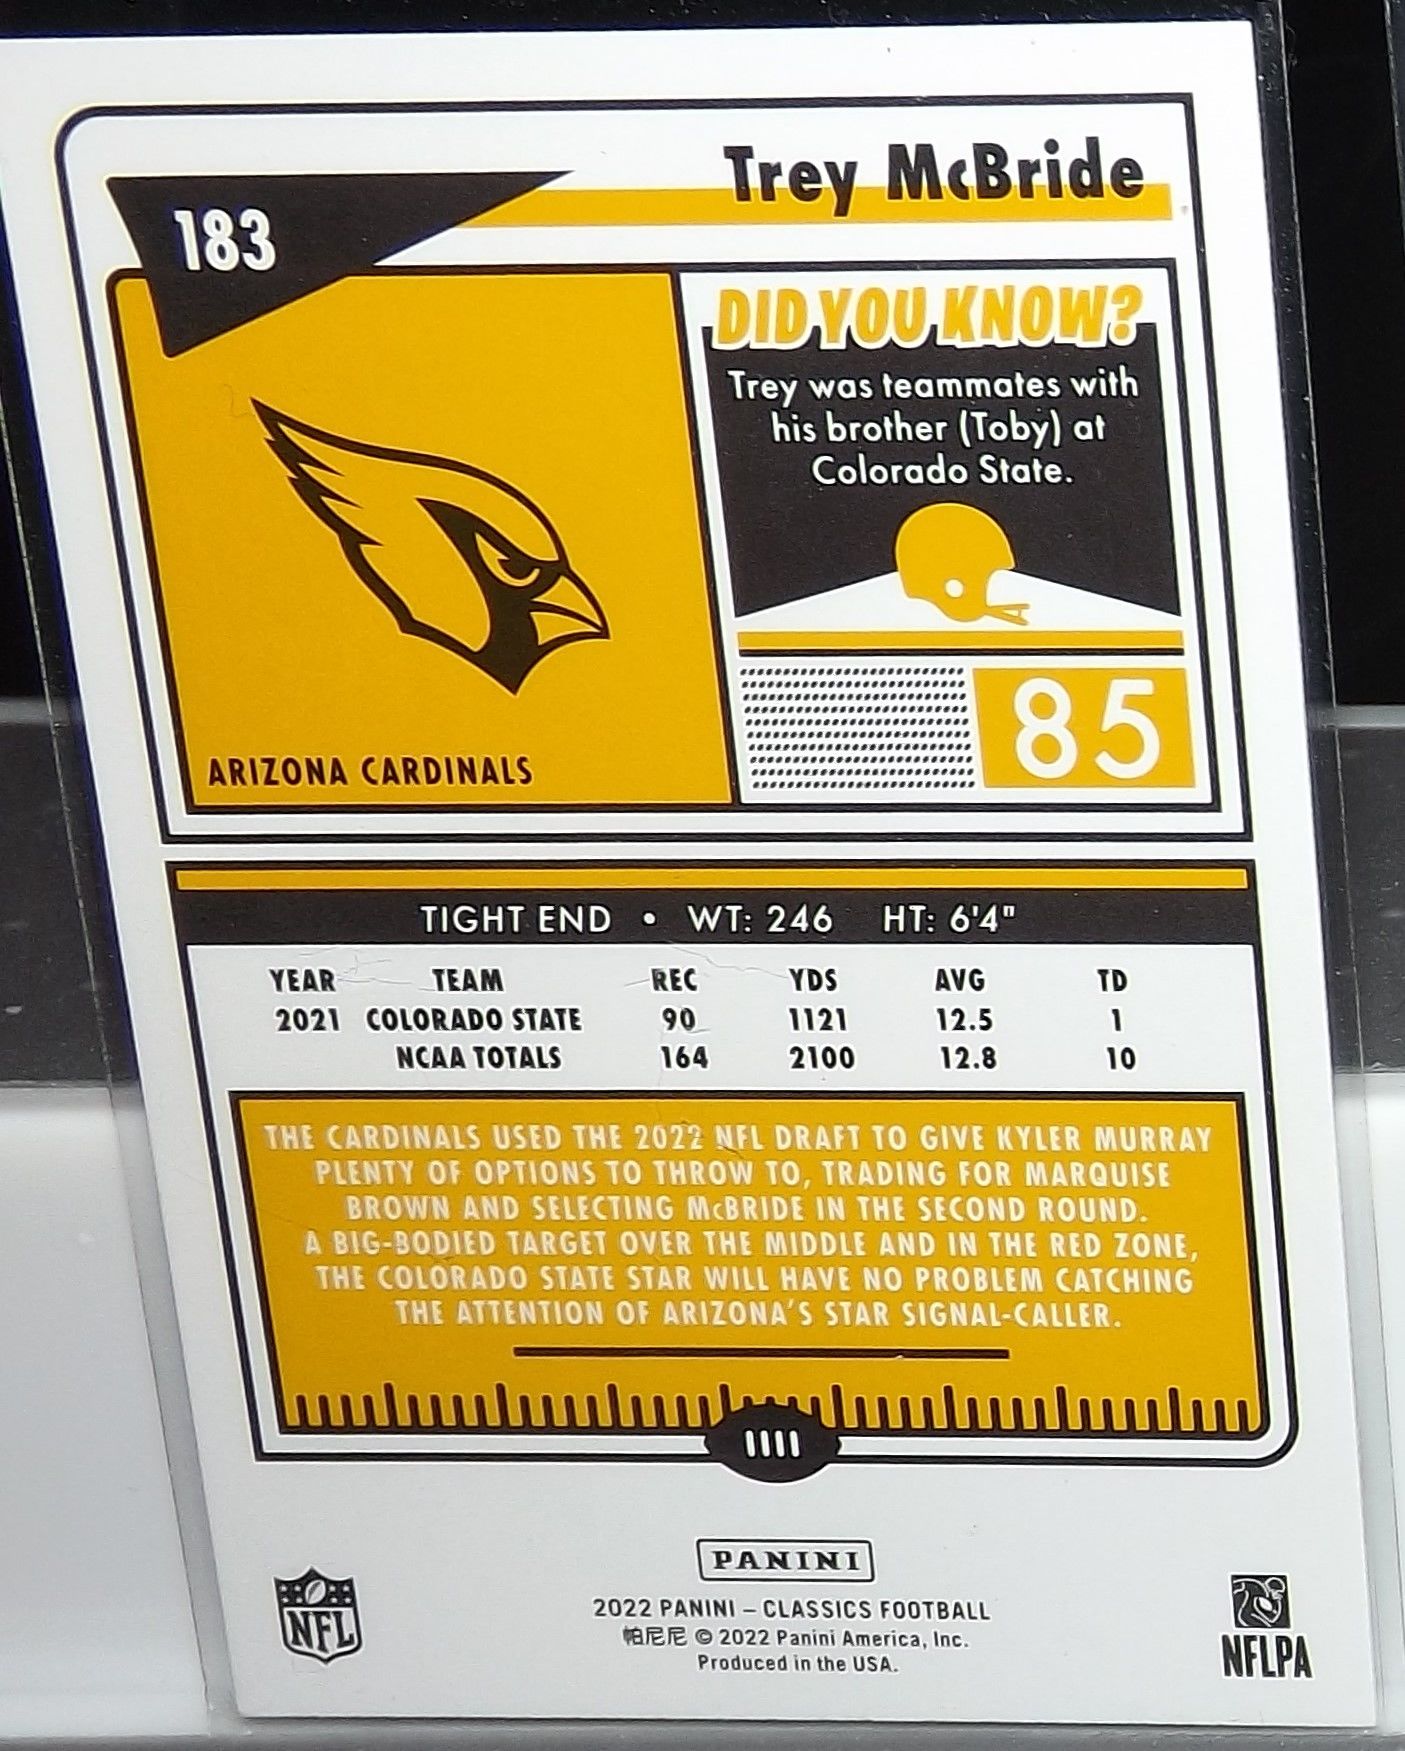 Trey McBride
183
DID YOU KNOW?
Trey was teammates with
his brother (Toby) at
Colorado State.
85
ARIZONA CARDINALS
TIGHT END • WT: 246 HT: 6'4"
YEAR TEAM REC YDS AVG TD
2021 COLORADO STATE 90 1121 12.5 1
NCAA TOTALS 164 2100 12.8 10
THE CARDINALS USED THE 2022 NFL DRAFT TO GIVE KYLER MURRAY
PLENTY OF OPTIONS TO THROW TO, TRADING FOR MARQUISE
BROWN AND SELECTING McBRIDE IN THE SECOND ROUND.
A BIG-BODIED TARGET OVER THE MIDDLE AND IN THE RED ZONE,
THE COLORADO STATE STAR WILL HAVE NO PROBLEM CATCHING
THE ATTENTION OF ARIZONA'S STAR SIGNAL-CALLER.
PANINI
NFL
2022 PANINI – CLASSICS FOOTBALL
帕尼尼 © 2022 Panini America, Inc.
Produced in the USA.
NFLPA